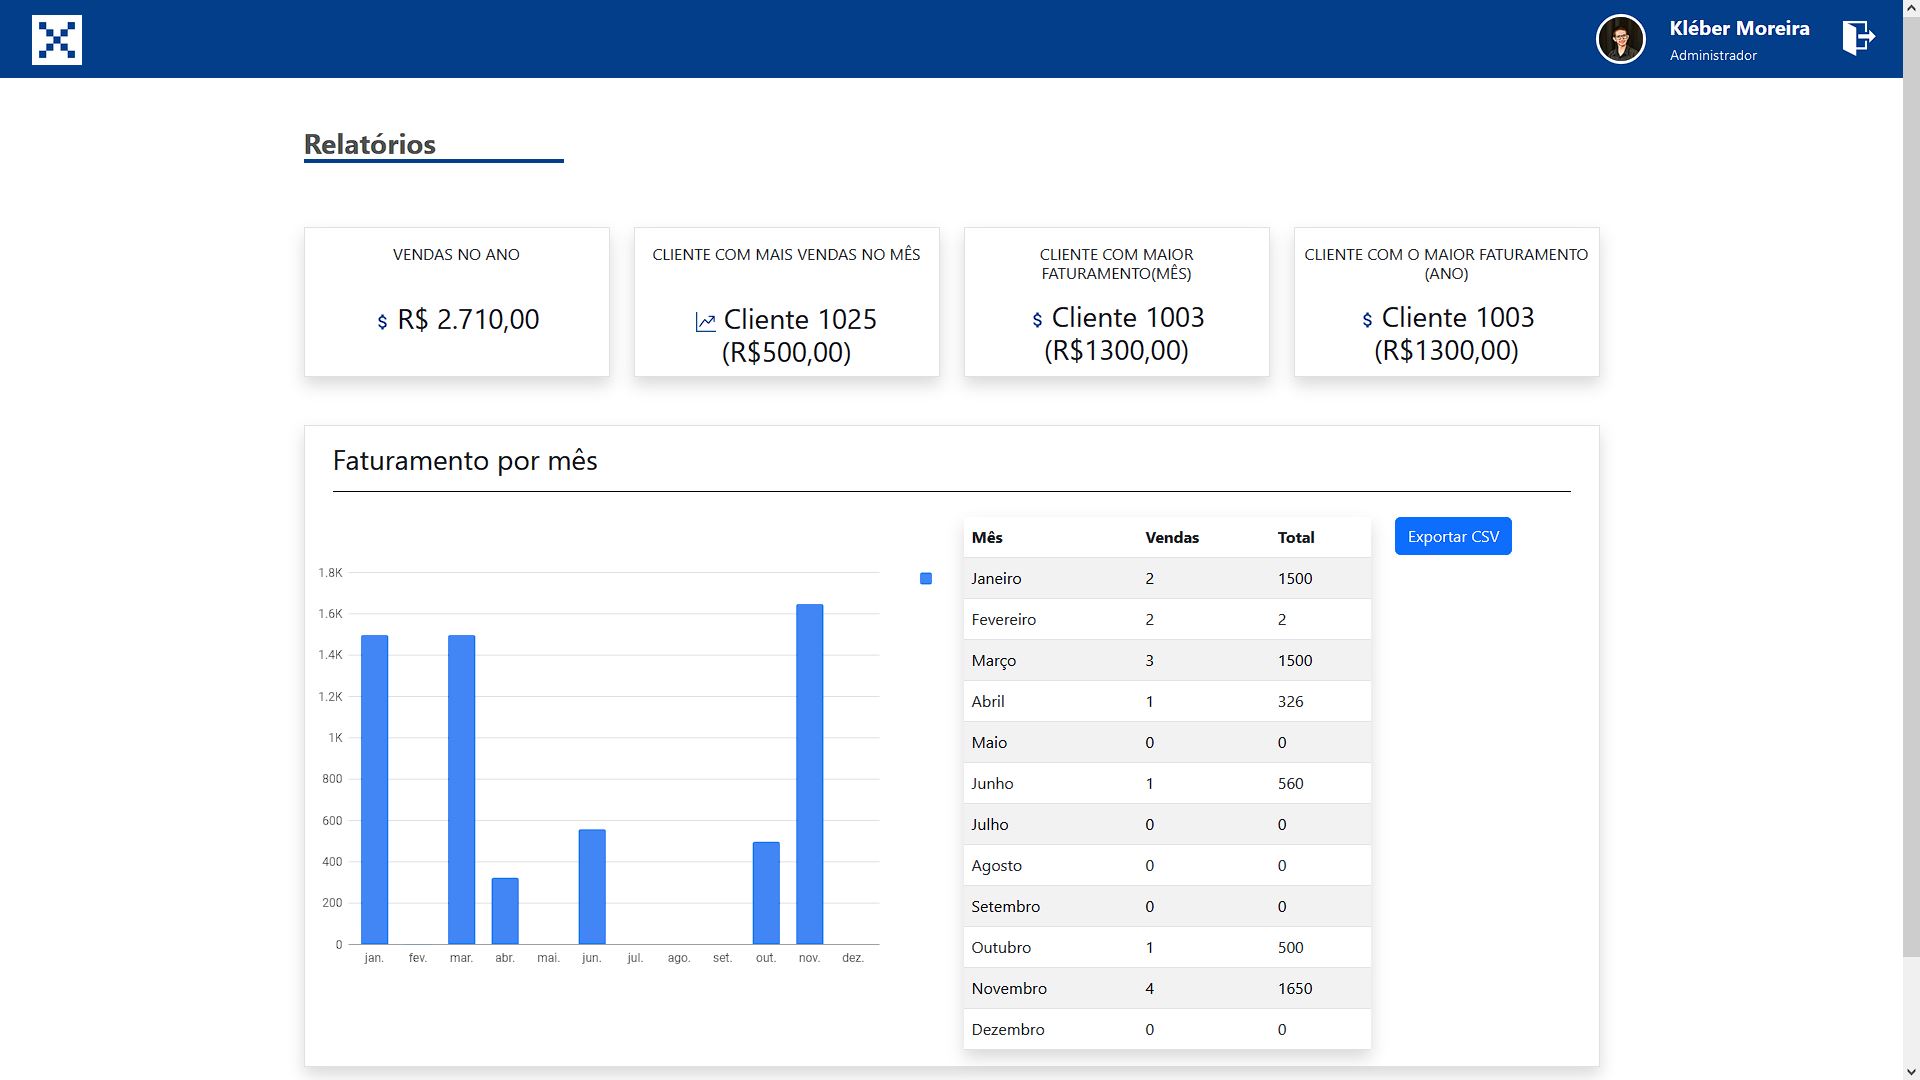 Kléber Moreira
Administrador
Relatórios
VENDAS NO ANO
R$ 2.710,00
CLIENTE COM MAIS VENDAS NO MÊS
Cliente 1025
(R$500,00)
CLIENTE COM MAIOR
FATURAMENTO(MÊS)
$ Cliente 1003
(R$1300,00)
CLIENTE COM O MAIOR FATURAMENTO
(ANO)
$ Cliente 1003
(R$1300,00)
Faturamento por mês
1.8K
1.6K
1.4K
1.2K
1K
800
600
400
200
0
jan. fev. mar. abr. mai. jun. jul. ago. set. out. nov. dez.
Mês Vendas Total
Janeiro 2 1500
Fevereiro 2 2
Março 3 1500
Abril 1 326
Maio 0 0
Junho 1 560
Julho 0 0
Agosto 0 0
Setembro 0 0
Outubro 1 500
Novembro 4 1650
Dezembro 0 0
Exportar CSV